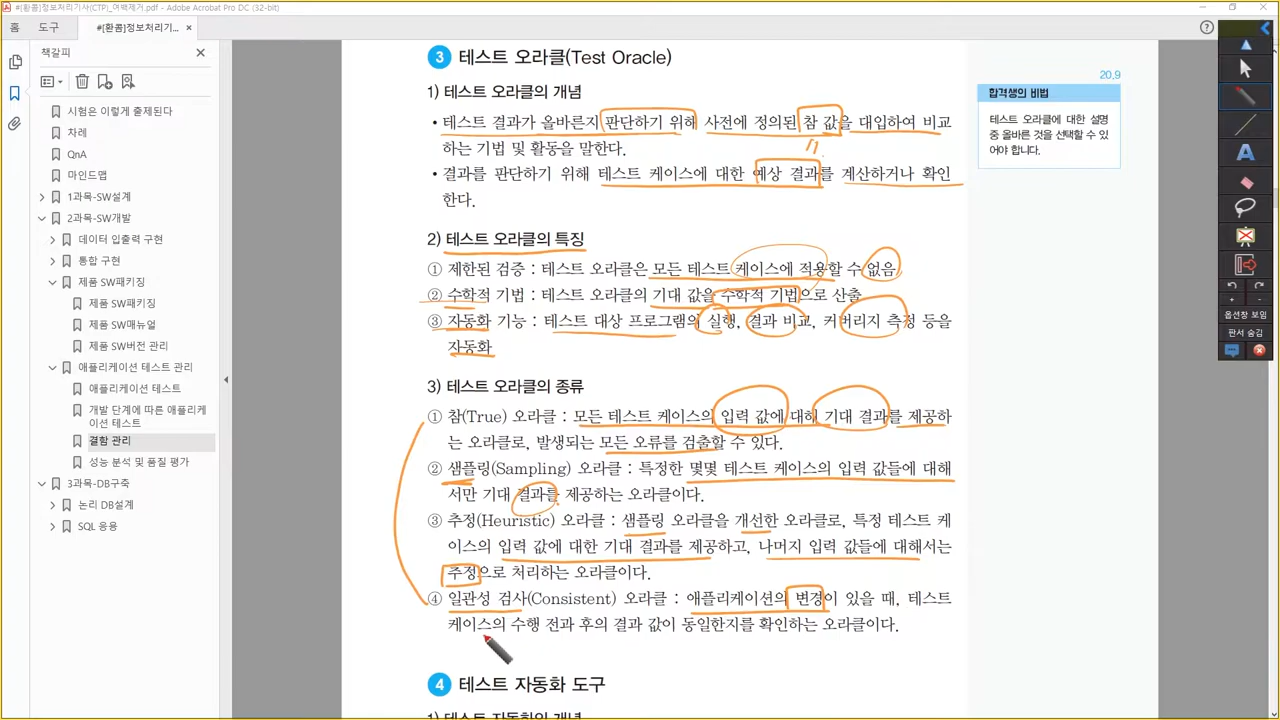 #[환콤]정보처리기사(CTP)_여백제거.pdf - Adobe Acrobat Pro DC (32-bit)
홈 도구 #[환콤]정보처리기...
책갈피
시험은 이렇게 출제된다
차례
QnA
마인드맵
1과목-SW설계
2과목-SW개발
데이터 입출력 구현
통합 구현
제품 SW패키징
제품 SW패키징
제품 SW매뉴얼
제품 SW버전 관리
애플리케이션 테스트 관리
애플리케이션 테스트
개발 단계에 따른 애플리케
이션 테스트
결함 관리
성능 분석 및 품질 평가
3과목-DB구축
논리 DB설계
SQL 응용
3 테스트 오라클(Test Oracle)
1) 테스트 오라클의 개념
• 테스트 결과가 올바른지 판단하기 위해 사전에 정의된 참 값을 대입하여 비교
하는 기법 및 활동을 말한다.
• 결과를 판단하기 위해 테스트 케이스에 대한 예상 결과를 계산하거나 확인
한다.
2) 테스트 오라클의 특징
① 제한된 검증 : 테스트 오라클은 모든 테스트 케이스에 적용할 수 없음
② 수학적 기법 : 테스트 오라클의 기대 값을 수학적 기법으로 산출
③ 자동화 기능 : 테스트 대상 프로그램의 실행, 결과 비교, 커버리지 측정 등을
자동화
3) 테스트 오라클의 종류
① 참(True) 오라클 : 모든 테스트 케이스의 입력 값에 대해 기대 결과를 제공하
는 오라클로, 발생되는 모든 오류를 검출할 수 있다.
② 샘플링(Sampling) 오라클 : 특정한 몇몇 테스트 케이스의 입력 값들에 대해
서만 기대 결과를 제공하는 오라클이다.
③ 추정(Heuristic) 오라클 : 샘플링 오라클을 개선한 오라클로, 특정 테스트 케
이스의 입력 값에 대한 기대 결과를 제공하고, 나머지 입력 값들에 대해서는
추정으로 처리하는 오라클이다.
④ 일관성 검사(Consistent) 오라클 : 애플리케이션의 변경이 있을 때, 테스트
케이스의 수행 전과 후의 결과 값이 동일한지를 확인하는 오라클이다.
4 테스트 자동화 도구
1) 테스트 자동화의 개념
20.9
합격생의 비법
테스트 오라클에 대한 설명
중 올바른 것을 선택할 수 있
어야 합니다.
A
옵션창 보임
판서 숨김